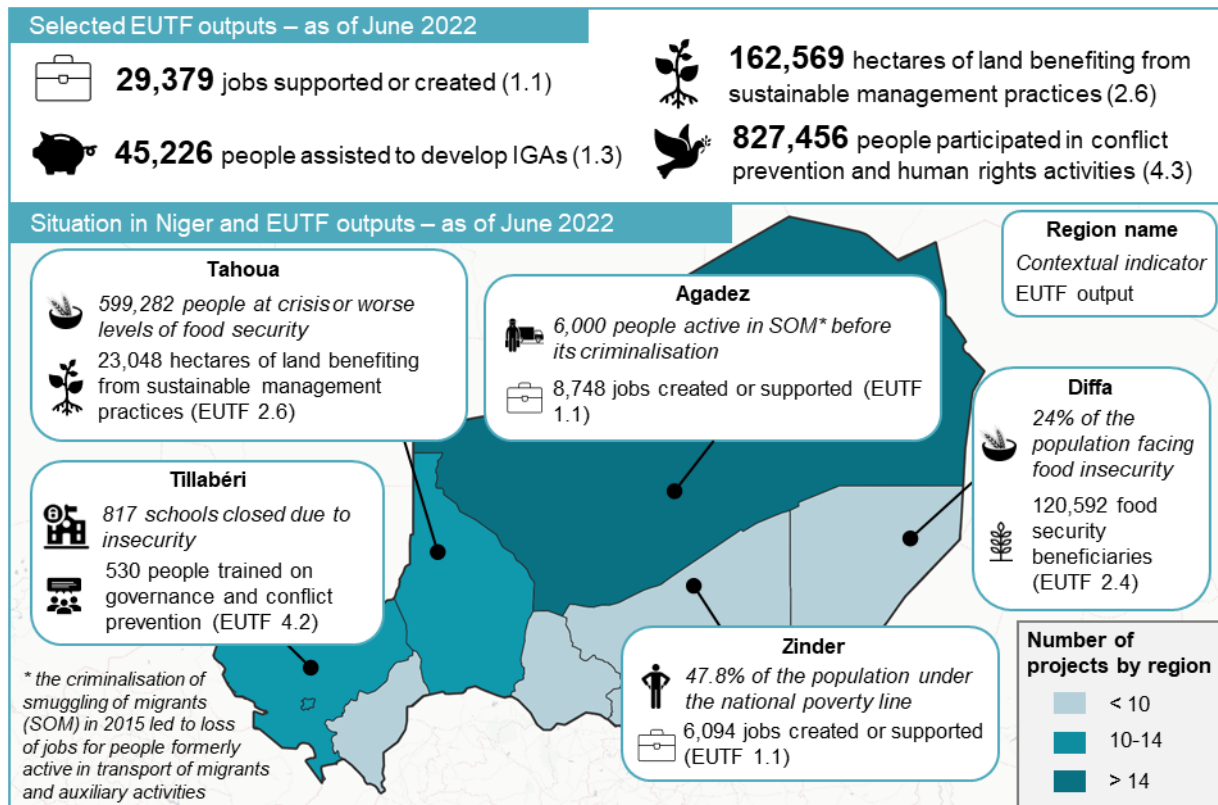 Selected EUTF outputs – as of June 2022
29,379 jobs supported or created (1.1)
45,226 people assisted to develop IGAs (1.3)
162,569 hectares of land benefiting from
sustainable management practices (2.6)
827,456 people participated in conflict
prevention and human rights activities (4.3)
Situation in Niger and EUTF outputs – as of June 2022
Region name
Contextual indicator
EUTF output
Tahoua
599,282 people at crisis or worse
levels of food security
23,048 hectares of land benefiting
from sustainable management
practices (EUTF 2.6)
Agadez
6,000 people active in SOM* before
its criminalisation
8,748 jobs created or supported (EUTF
1.1)
Diffa
24% of the
population facing
food insecurity
120,592 food
security
beneficiaries
(EUTF 2.4)
Tillabéri
817 schools closed due to
insecurity
530 people trained on
governance and conflict
prevention (EUTF 4.2)
Zinder
47.8% of the population under
the national poverty line
6,094 jobs created or supported
(EUTF 1.1)
* the criminalisation of
smuggling of migrants
(SOM) in 2015 led to loss
of jobs for people formerly
active in transport of migrants
and auxiliary activities
Number of
projects by region
< 10
10-14
> 14